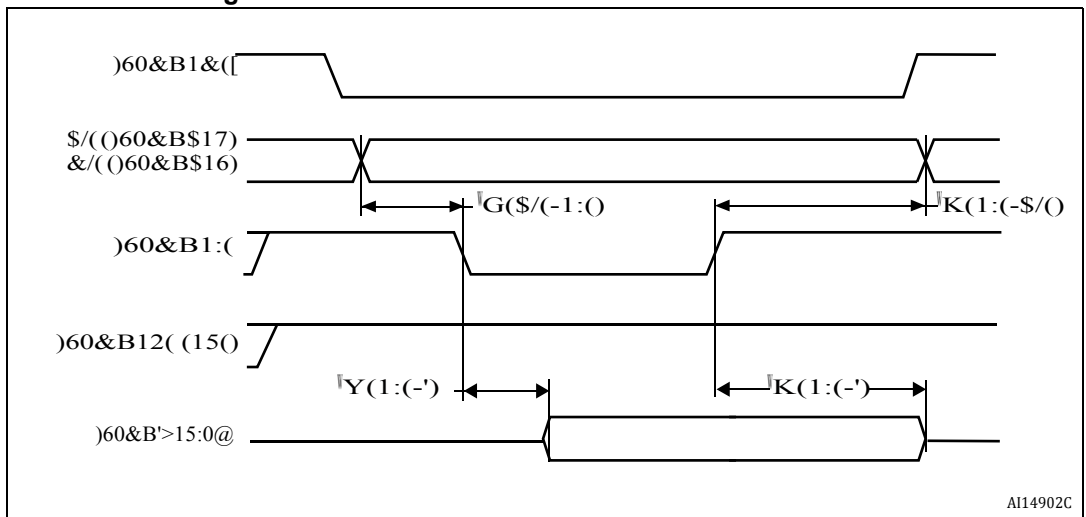 )60&B1&([
$/(()60&B$17)
&/(()60&B$16)
G($/(-1:()
K(1:(-$/()
)60&B1:(
)60&B12( (15()
Y(1:(-')
K(1:(-')
)60&B'>15:0@
AI14902C